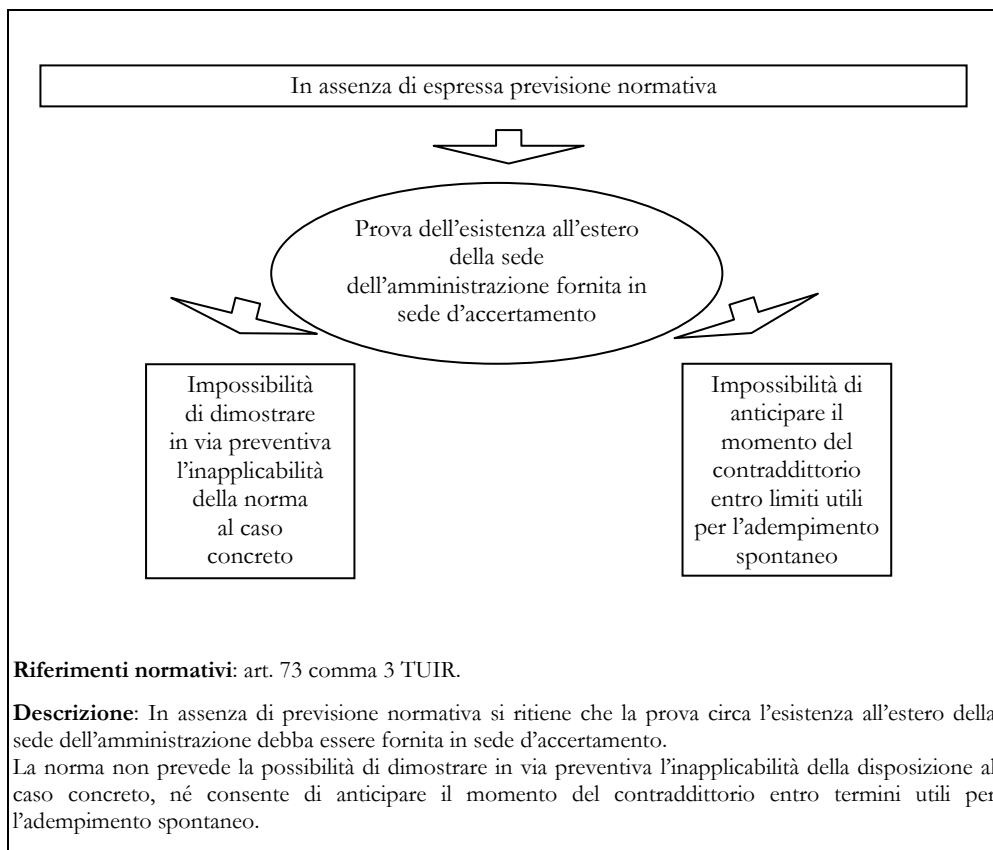 In assenza di espressa previsione normativa
Prova dell’esistenza all’estero
della sede
dell’amministrazione fornita in
sede d’accertamento
Impossibilità
di dimostrare
in via preventiva
l’inapplicabilità
della norma
al caso
concreto
Impossibilità di
anticipare il
momento del
contraddittorio
entro limiti utili
per l’adempimento
spontaneo
Riferimenti normativi: art. 73 comma 3 TUIR.
Descrizione: In assenza di previsione normativa si ritiene che la prova circa l’esistenza all’estero della
sede dell’amministrazione debba essere fornita in sede d’accertamento.
La norma non prevede la possibilità di dimostrare in via preventiva l’inapplicabilità della disposizione al
caso concreto, né consente di anticipare il momento del contraddittorio entro termini utili per
l’adempimento spontaneo.